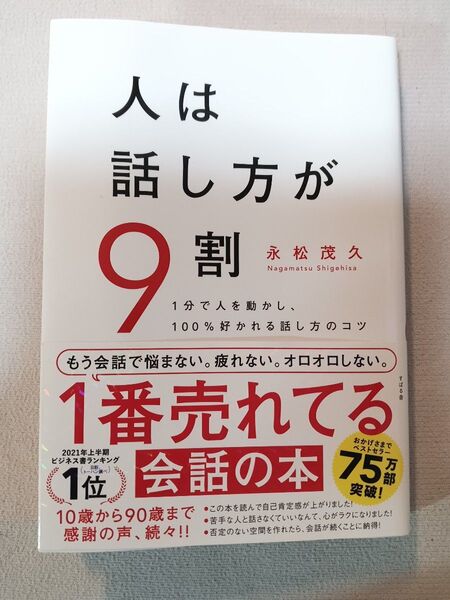 人は
話し方が
9割
永松茂久
Nagamatsu Shigehisa
1分で人を動かし、
100%好かれる話し方のコツ
もう会話で悩まない。疲れない。オロオロしない。
すばる舎
1番売れてる
会話の本
2021年上半期
ビジネス書ランキング
1位
おかげさまで
ベストセラー
75万部
突破!
10歳から90歳まで
感謝の声、続々!!
・この本を読んで自己肯定感が上がりました!
・苦手な人と話さなくていいなんて、心がラクになりました!
・否定のない空間を作れたら、会話が続くことに納得!